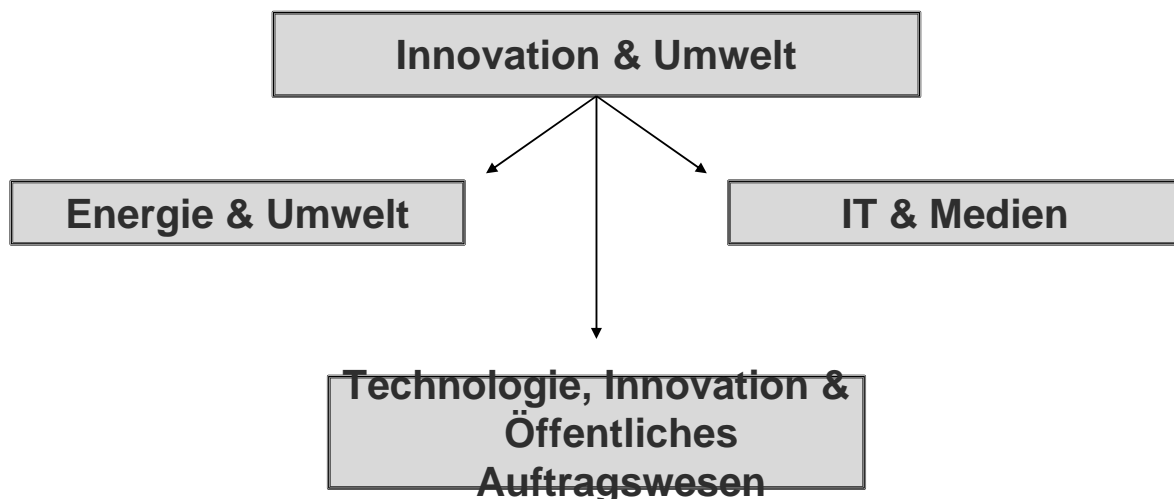 Innovation & Umwelt
Energie & Umwelt
IT & Medien
Technologie, Innovation &
Öffentliches
Auftragswesen